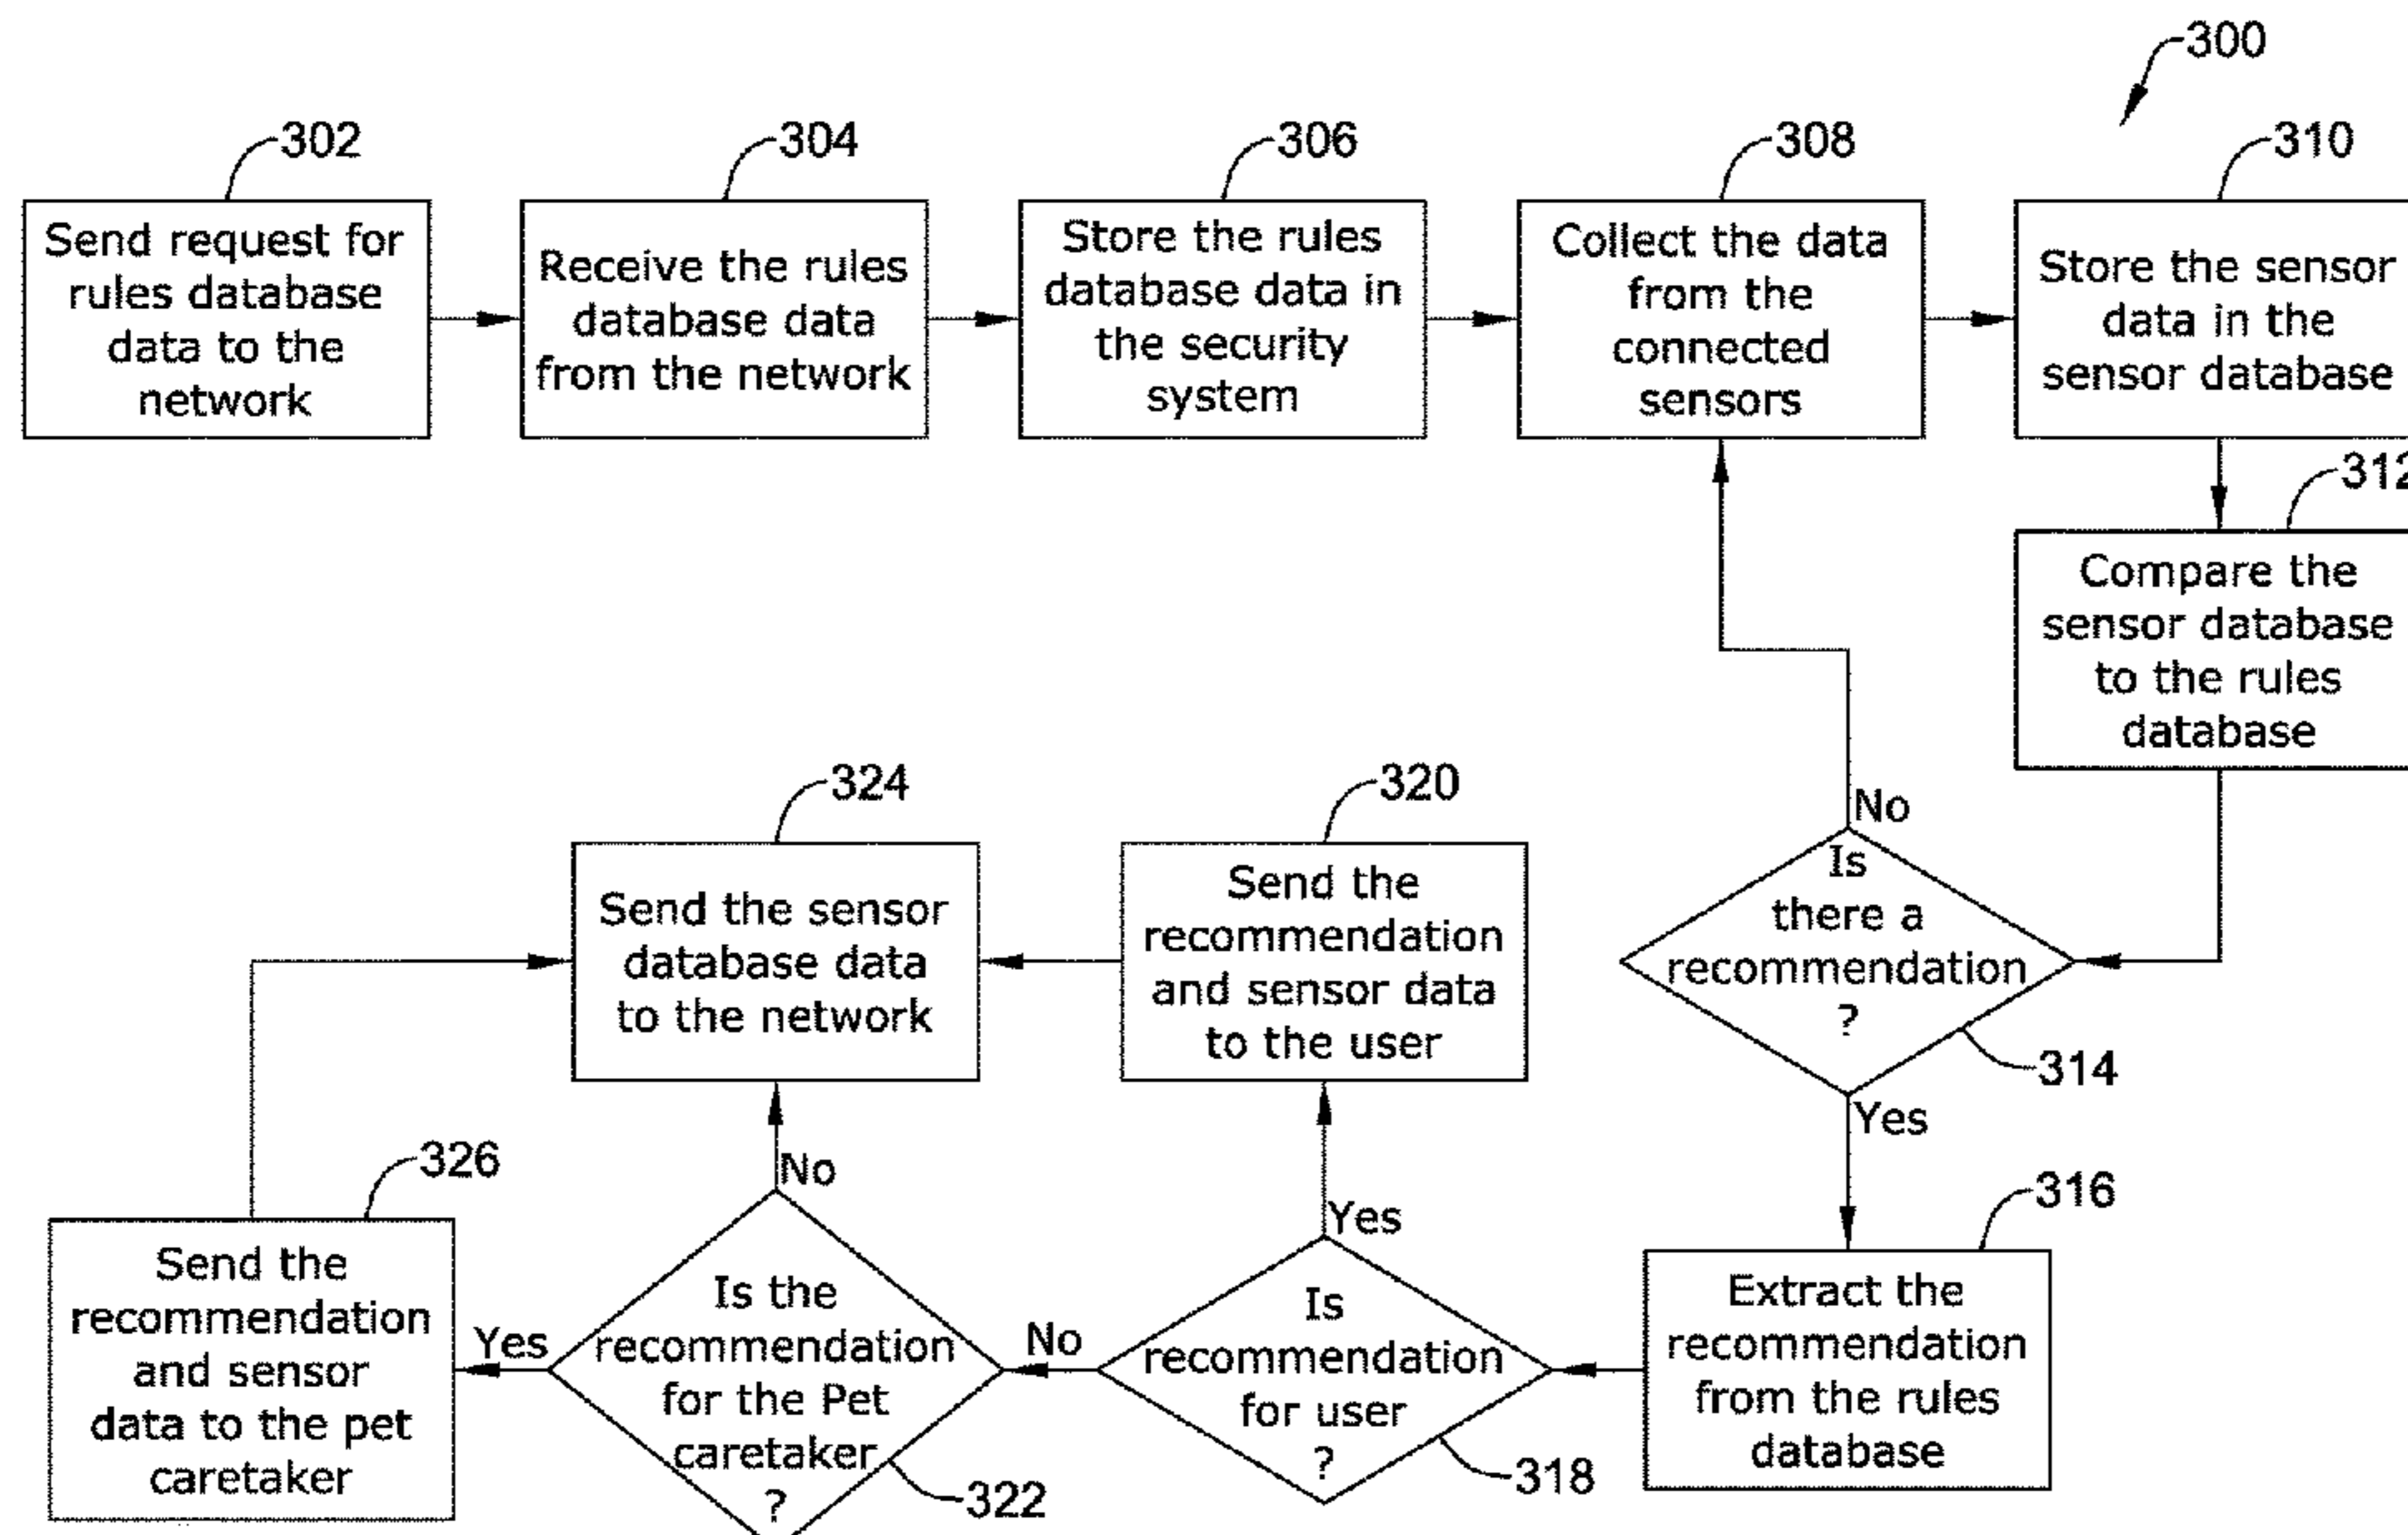 300
302
Send request for
rules database
data to the
network
304
Receive the rules
database data
from the network
306
Store the rules
database data in
the security
system
308
Collect the data
from the
connected
sensors
310
Store the sensor
data in the
sensor database
312
Compare the
sensor database
to the rules
database
No
Is
there a
recommendation
?
314
Yes
316
Extract the
recommendation
from the rules
database
Is
recommendation
for user
?
318
Yes
320
Send the
recommendation
and sensor data
to the user
No
Is the
recommendation
for the Pet
caretaker
?
322
No
324
Send the sensor
database data
to the network
Yes
326
Send the
recommendation
and sensor
data to the pet
caretaker